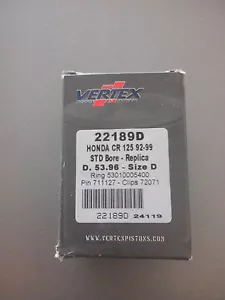 VERTEX
22189D
HONDA CR 125 92-99
STD Bore - Replica
D. 53.96 - Size D
Ring 53010005400
Pin 711127 - Clips 72071
22189D 24119
WWW.VERTEXPISTONS.COM